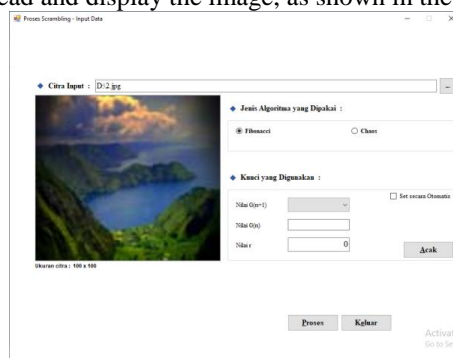 ead and display the image, as shown in the
Proses Scrambling - Input Data
Citra Input : D:\2.jpg ...
Jenis Algoritma yang Dipakai :
Fibonacci Chaos
Kunci yang Digunakan :
Set secara Otomatis
Nilai G(n+1)
Nilai G(n)
Nilai r 0
Acak
Ukuran citra : 100 x 100
Proses Keluar
Activat
Go to Se